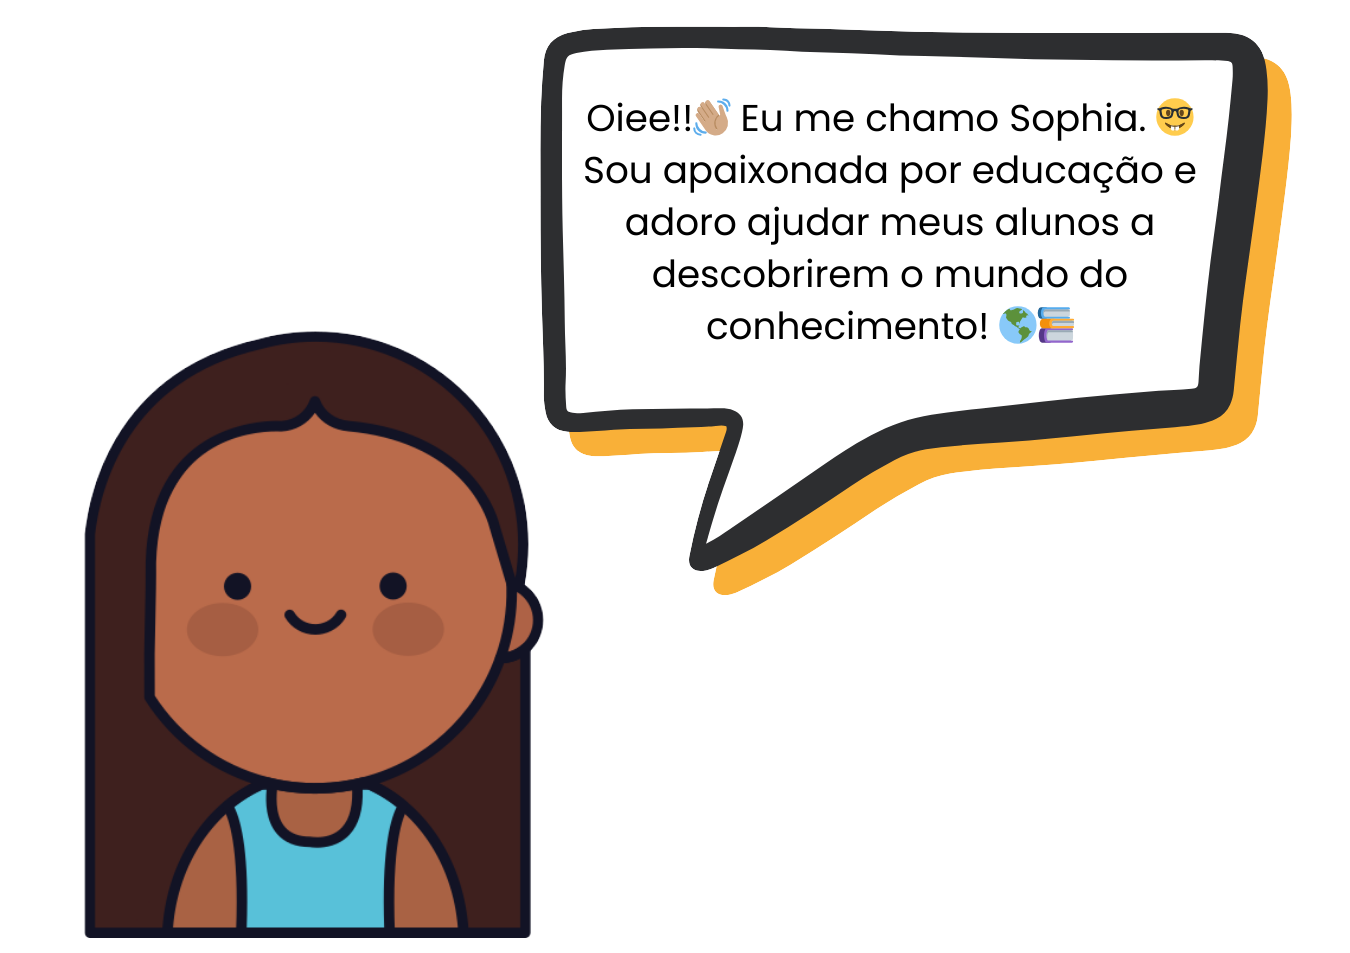 Oiee!!👋🏽 Eu me chamo Sophia. 🤓
Sou apaixonada por educação e
adoro ajudar meus alunos a
descobrirem o mundo do
conhecimento! 🌎📚